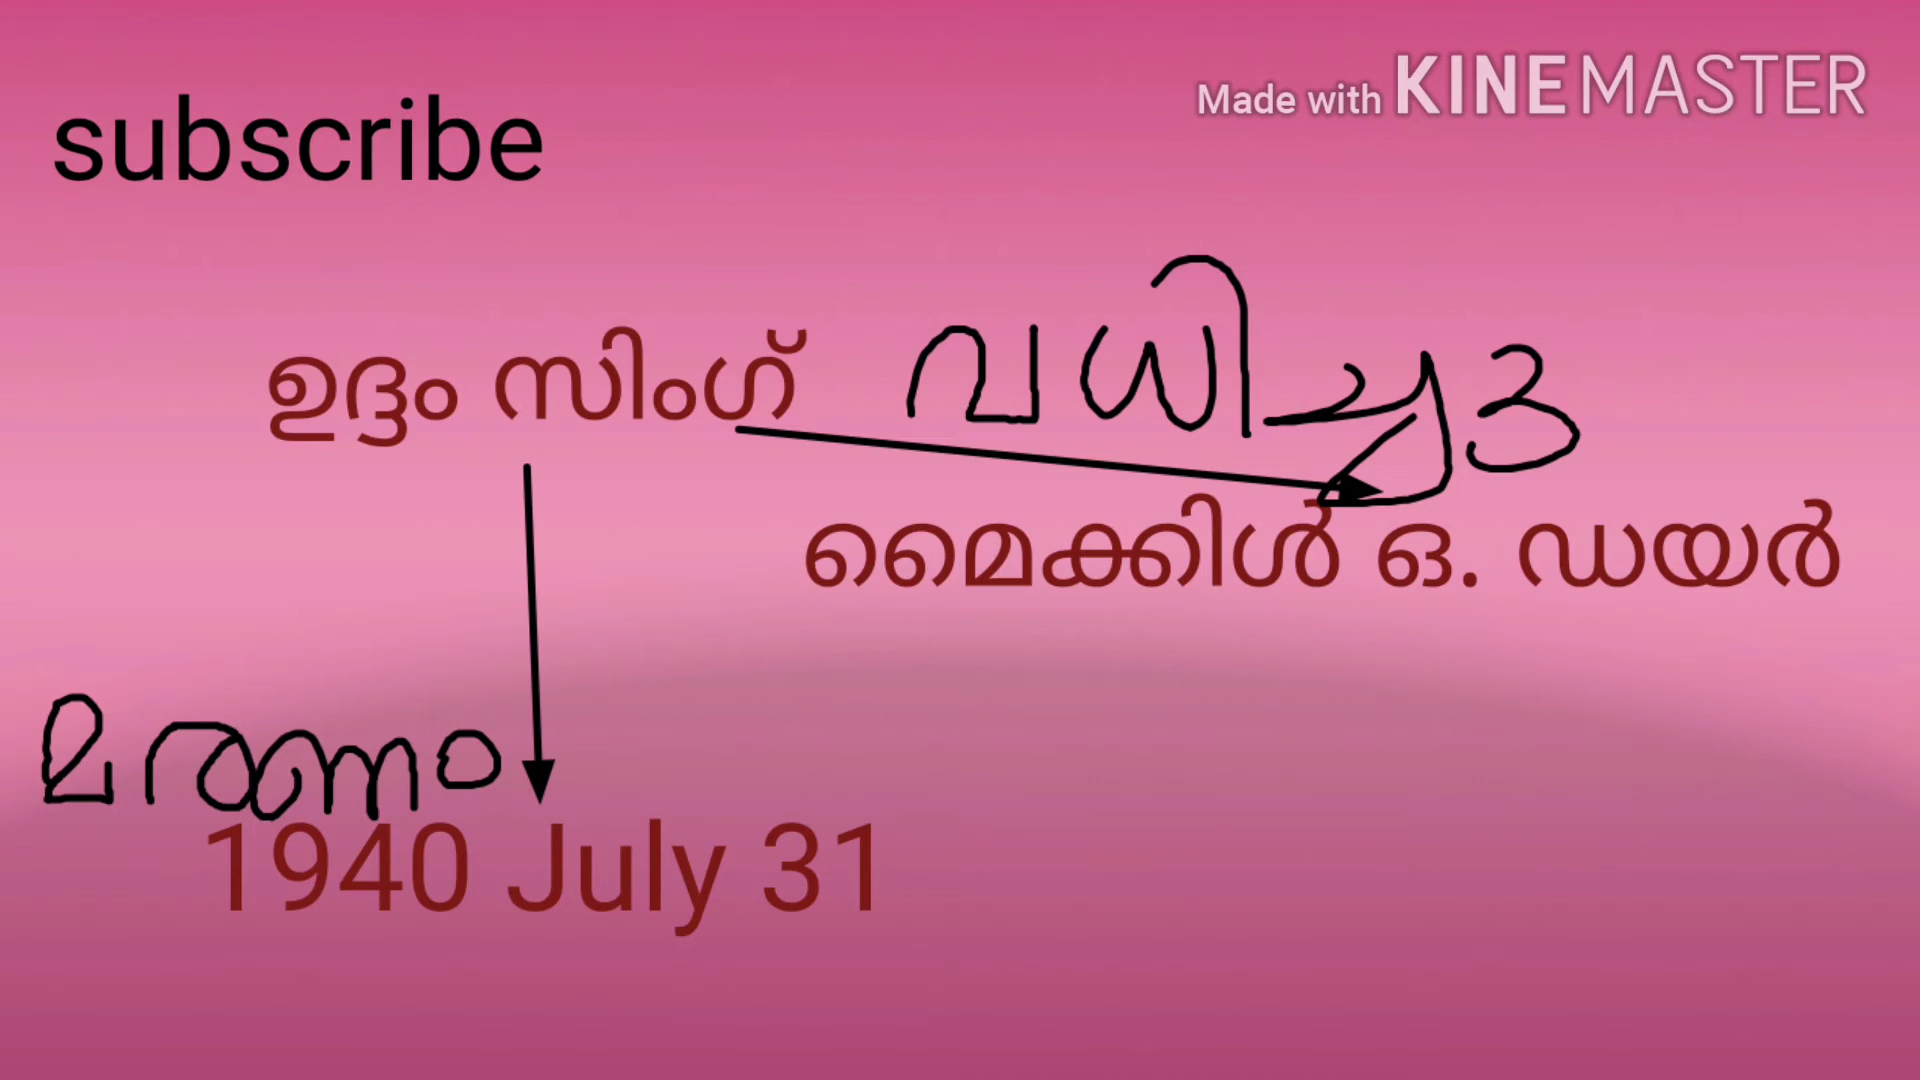 Made with KINEMASTER
subscribe
ഉദ്ദം സിംഗ് വധിച്ചു
മൈക്കിൾ ഒ. ഡയർ
മരണം
1940 July 31